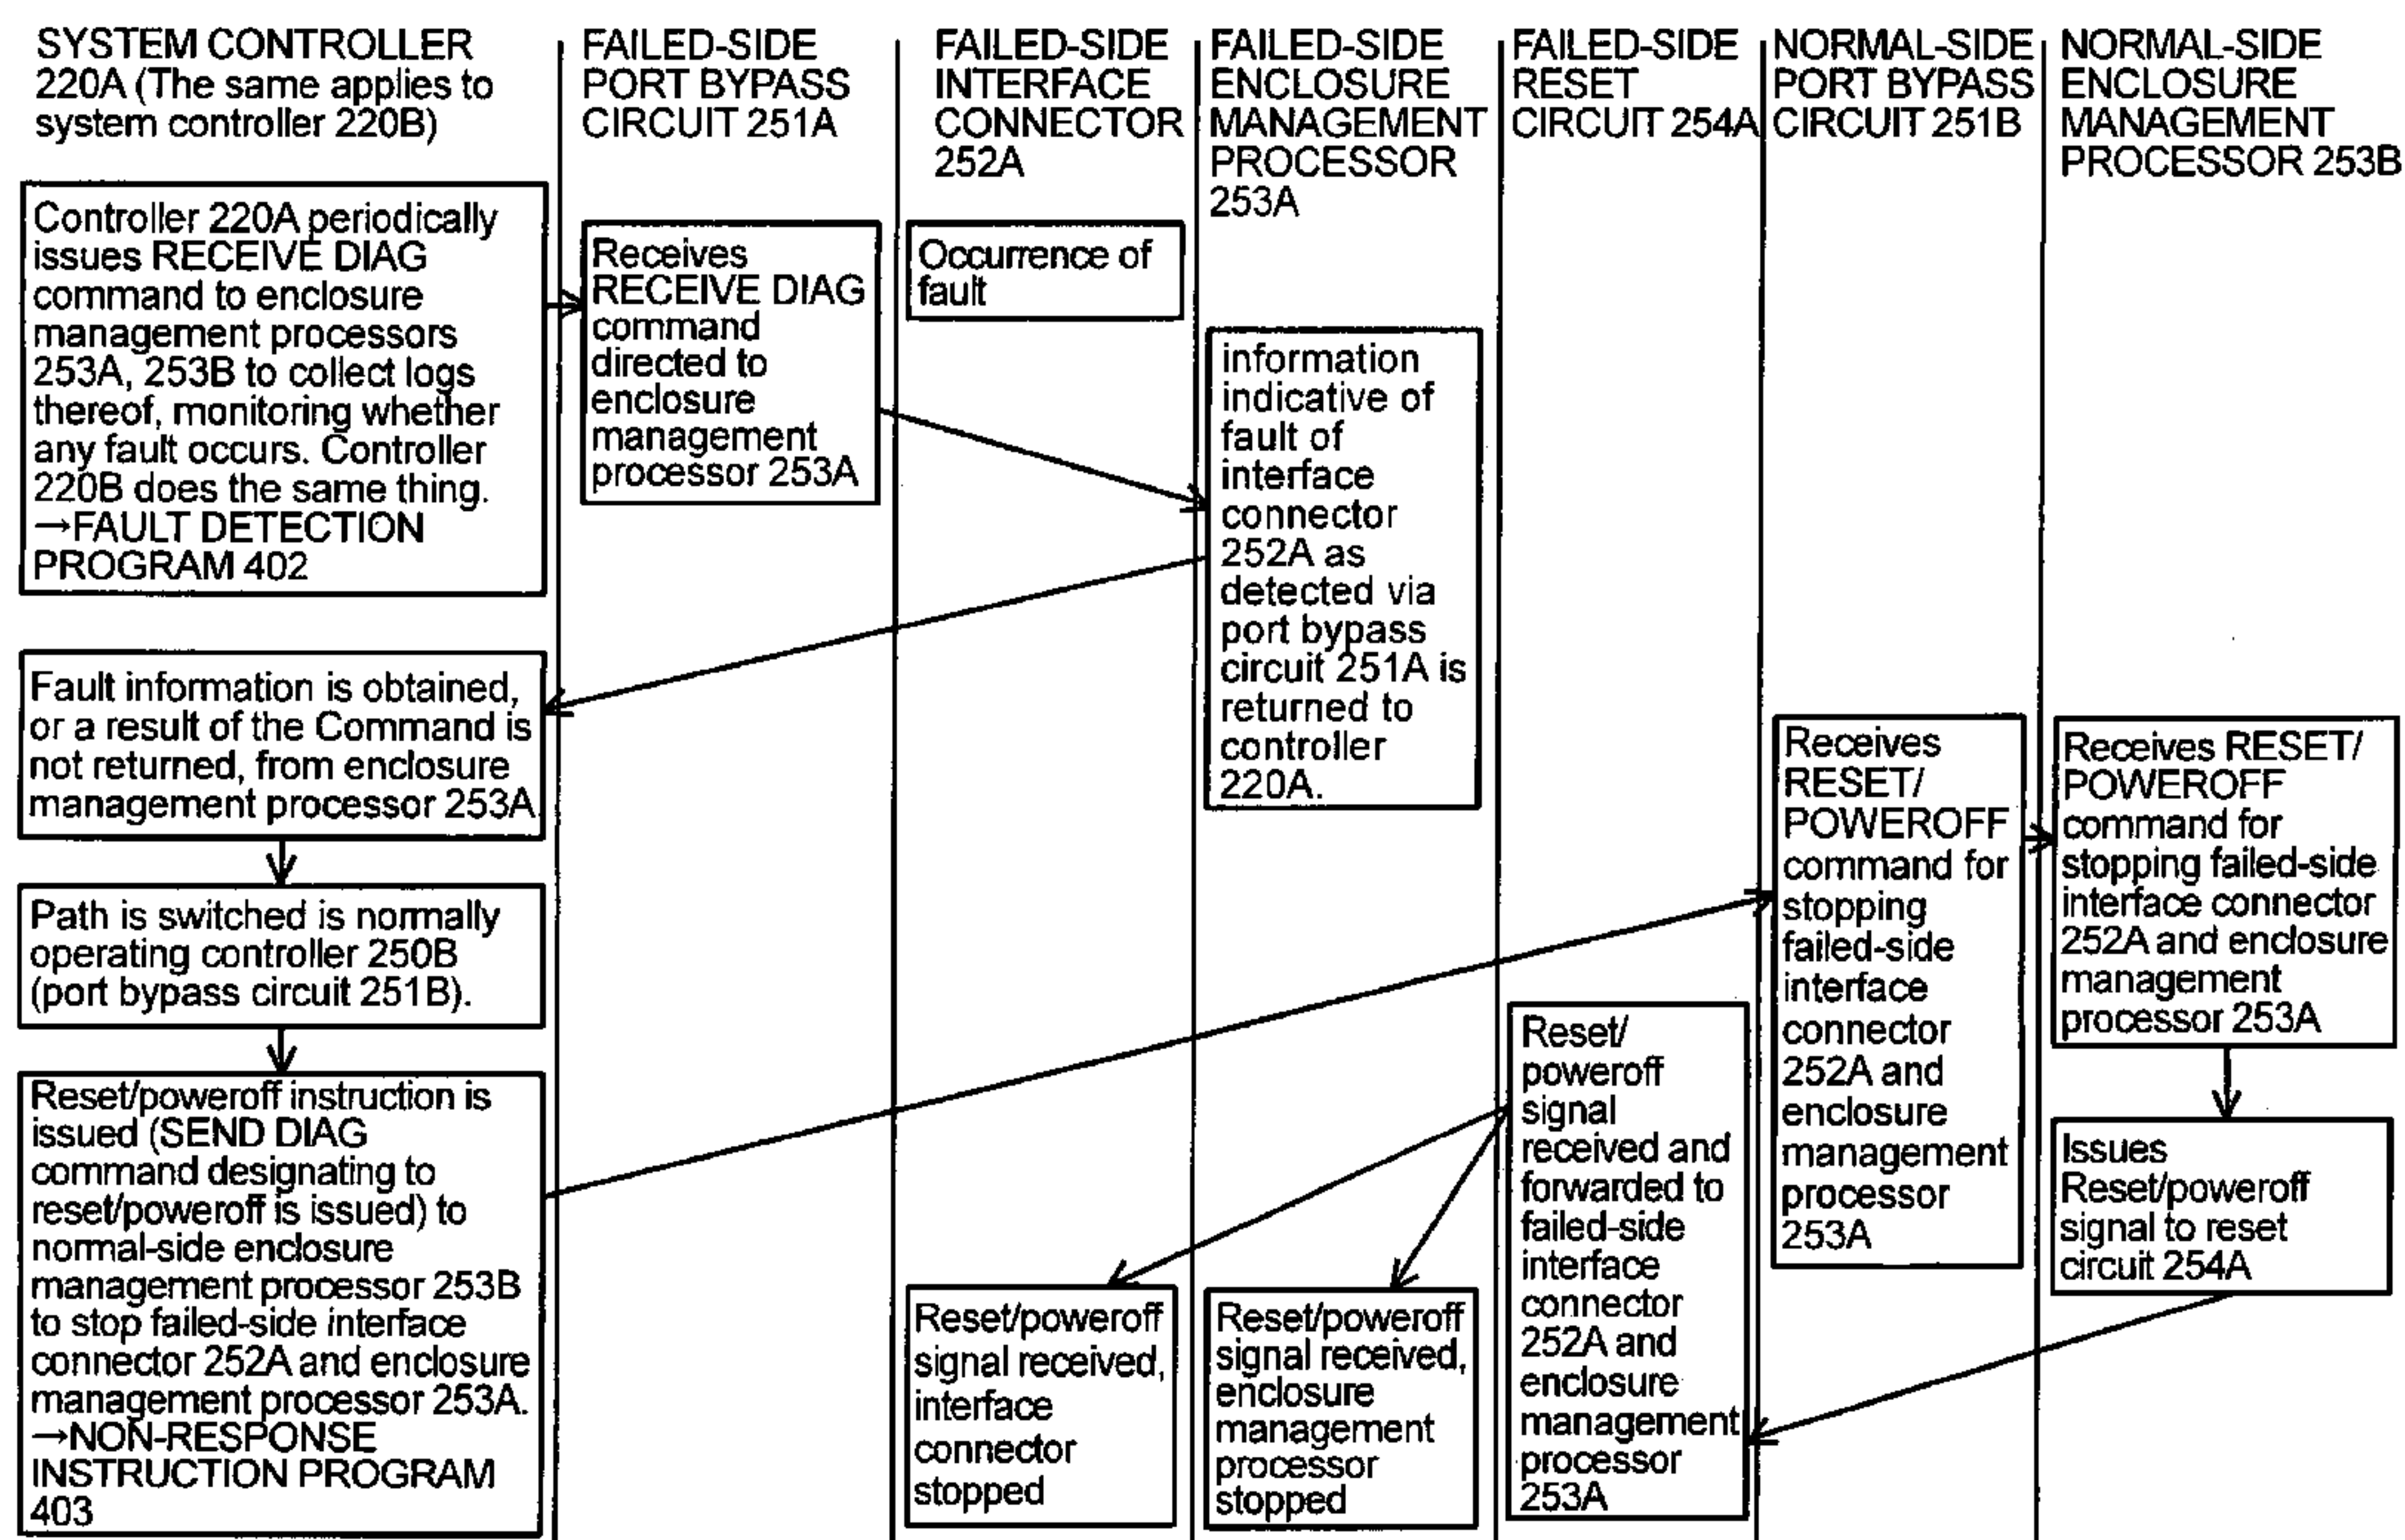 SYSTEM CONTROLLER
220A (The same applies to
system controller 220B)
FAILED-SIDE
PORT BYPASS
CIRCUIT 251A
FAILED-SIDE
INTERFACE
CONNECTOR
252A
FAILED-SIDE
ENCLOSURE
MANAGEMENT
PROCESSOR
253A
FAILED-SIDE
RESET
CIRCUIT 254A
NORMAL-SIDE
PORT BYPASS
CIRCUIT 251B
NORMAL-SIDE
ENCLOSURE
MANAGEMENT
PROCESSOR 253B
Controller 220A periodically
issues RECEIVE DIAG
command to enclosure
management processors
253A, 253B to collect logs
thereof, monitoring whether
any fault occurs. Controller
220B does the same thing.
→FAULT DETECTION
PROGRAM 402
Receives
RECEIVE DIAG
command
directed to
enclosure
management
processor 253A
Occurrence of
fault
information
indicative of
fault of
interface
connector
252A as
detected via
port bypass
circuit 251A is
returned to
controller
220A.
Fault information is obtained,
or a result of the Command is
not returned, from enclosure
management processor 253A
Path is switched is normally
operating controller 250B
(port bypass circuit 251B).
Reset/poweroff instruction is
issued (SEND DIAG
command designating to
reset/poweroff is issued) to
normal-side enclosure
management processor 253B
to stop failed-side interface
connector 252A and enclosure
management processor 253A.
→NON-RESPONSE
INSTRUCTION PROGRAM
403
Receives
RESET/
POWEROFF
command for
stopping
failed-side
interface
connector
252A and
enclosure
management
processor
253A
Receives RESET/
POWEROFF
command for
stopping failed-side
interface connector
252A and enclosure
management
processor 253A
Issues
Reset/poweroff
signal to reset
circuit 254A
Reset/
poweroff
signal
received and
forwarded to
failed-side
interface
connector
252A and
enclosure
management
processor
253A
Reset/poweroff
signal received,
interface
connector
stopped
Reset/poweroff
signal received,
enclosure
management
processor
stopped